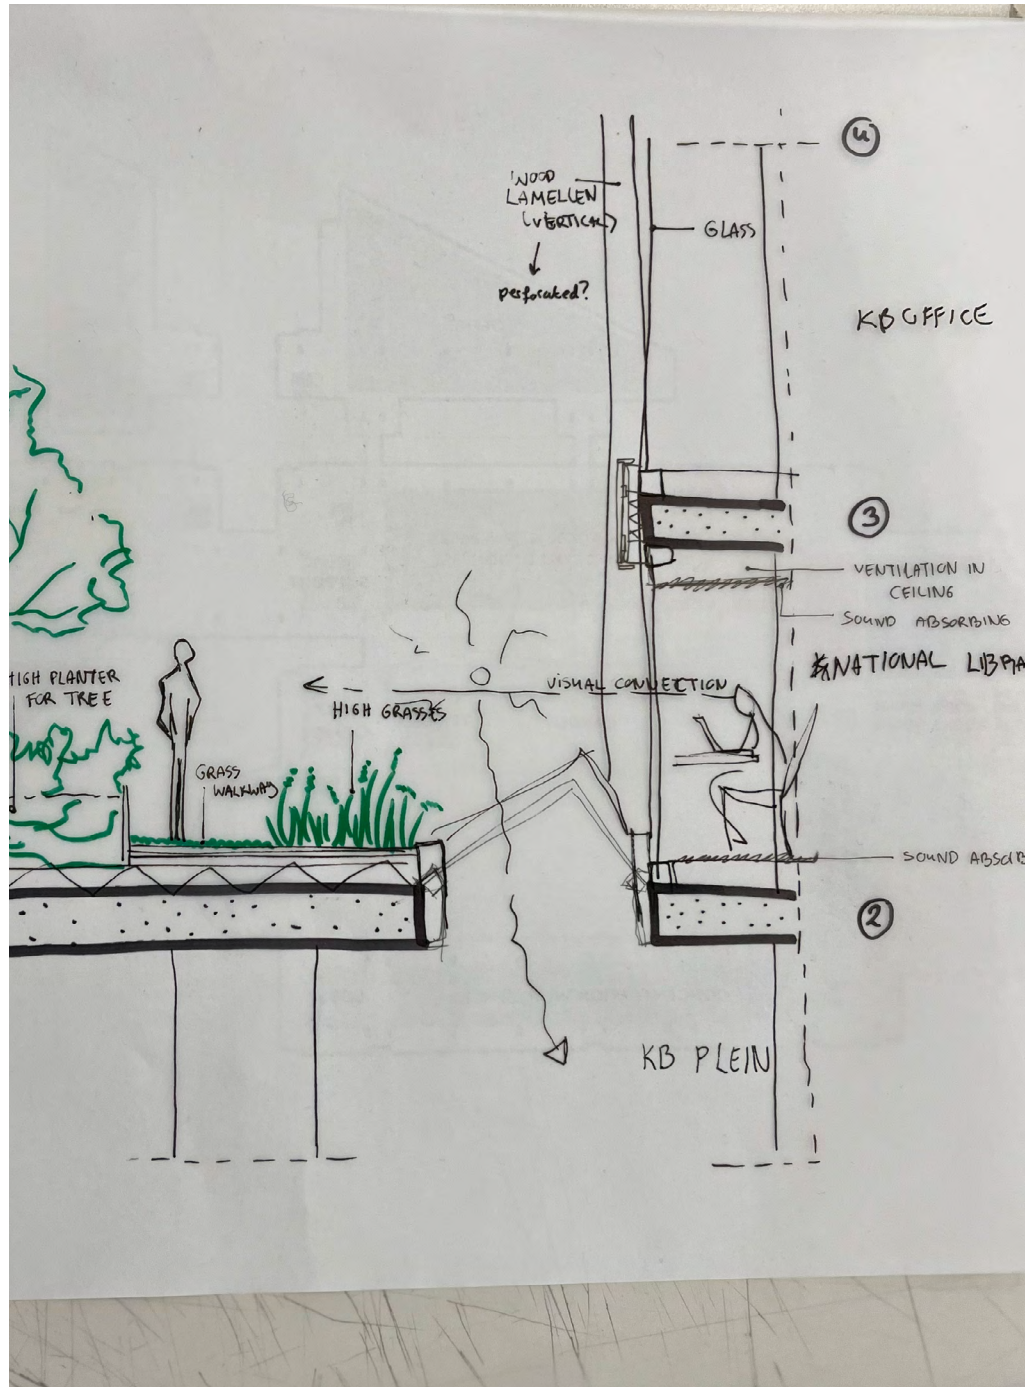 4
WOOD
LAMELLEN
(VERTICAL)
perforated?
GLASS
KB OFFICE
3
VENTILATION IN
CEILING
SOUND ABSORBING
NATIONAL LIBRA
VISUAL CONNECTION
HIGH GRASSES
HIGH PLANTER
FOR TREE
GRASS
WALKWAY
SOUND ABSORB
2
KB PLEIN